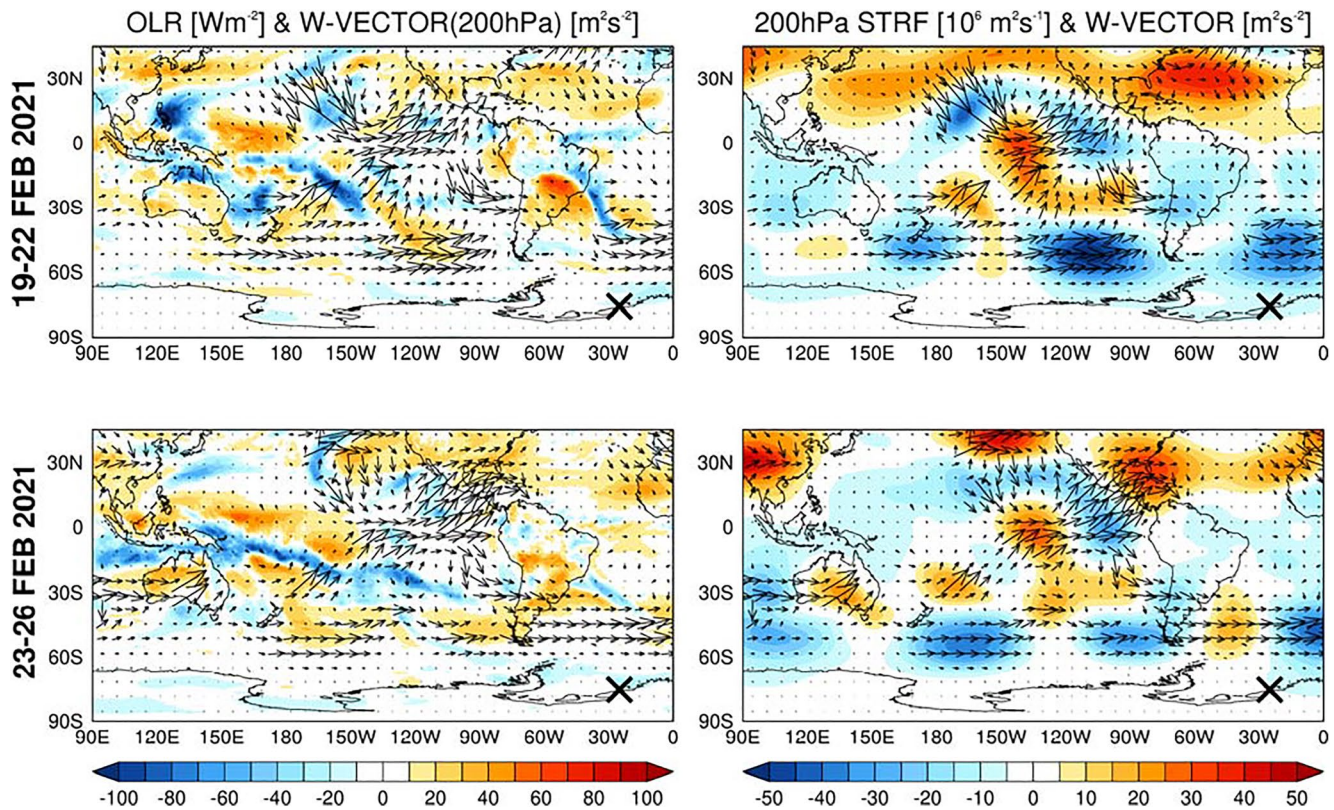 OLR [Wm⁻²] & W-VECTOR(200hPa) [m²s⁻²]
200hPa STRF [10⁶ m²s⁻¹] & W-VECTOR [m²s⁻²]
19-22 FEB 2021
30N
0
30S
60S
90S
90E 120E 150E 180 150W 120W 90W 60W 30W 0
30N
0
30S
60S
90S
90E 120E 150E 180 150W 120W 90W 60W 30W 0
23-26 FEB 2021
30N
0
30S
60S
90S
90E 120E 150E 180 150W 120W 90W 60W 30W 0
30N
0
30S
60S
90S
90E 120E 150E 180 150W 120W 90W 60W 30W 0
-100 -80 -60 -40 -20 0 20 40 60 80 100
-50 -40 -30 -20 -10 0 10 20 30 40 50